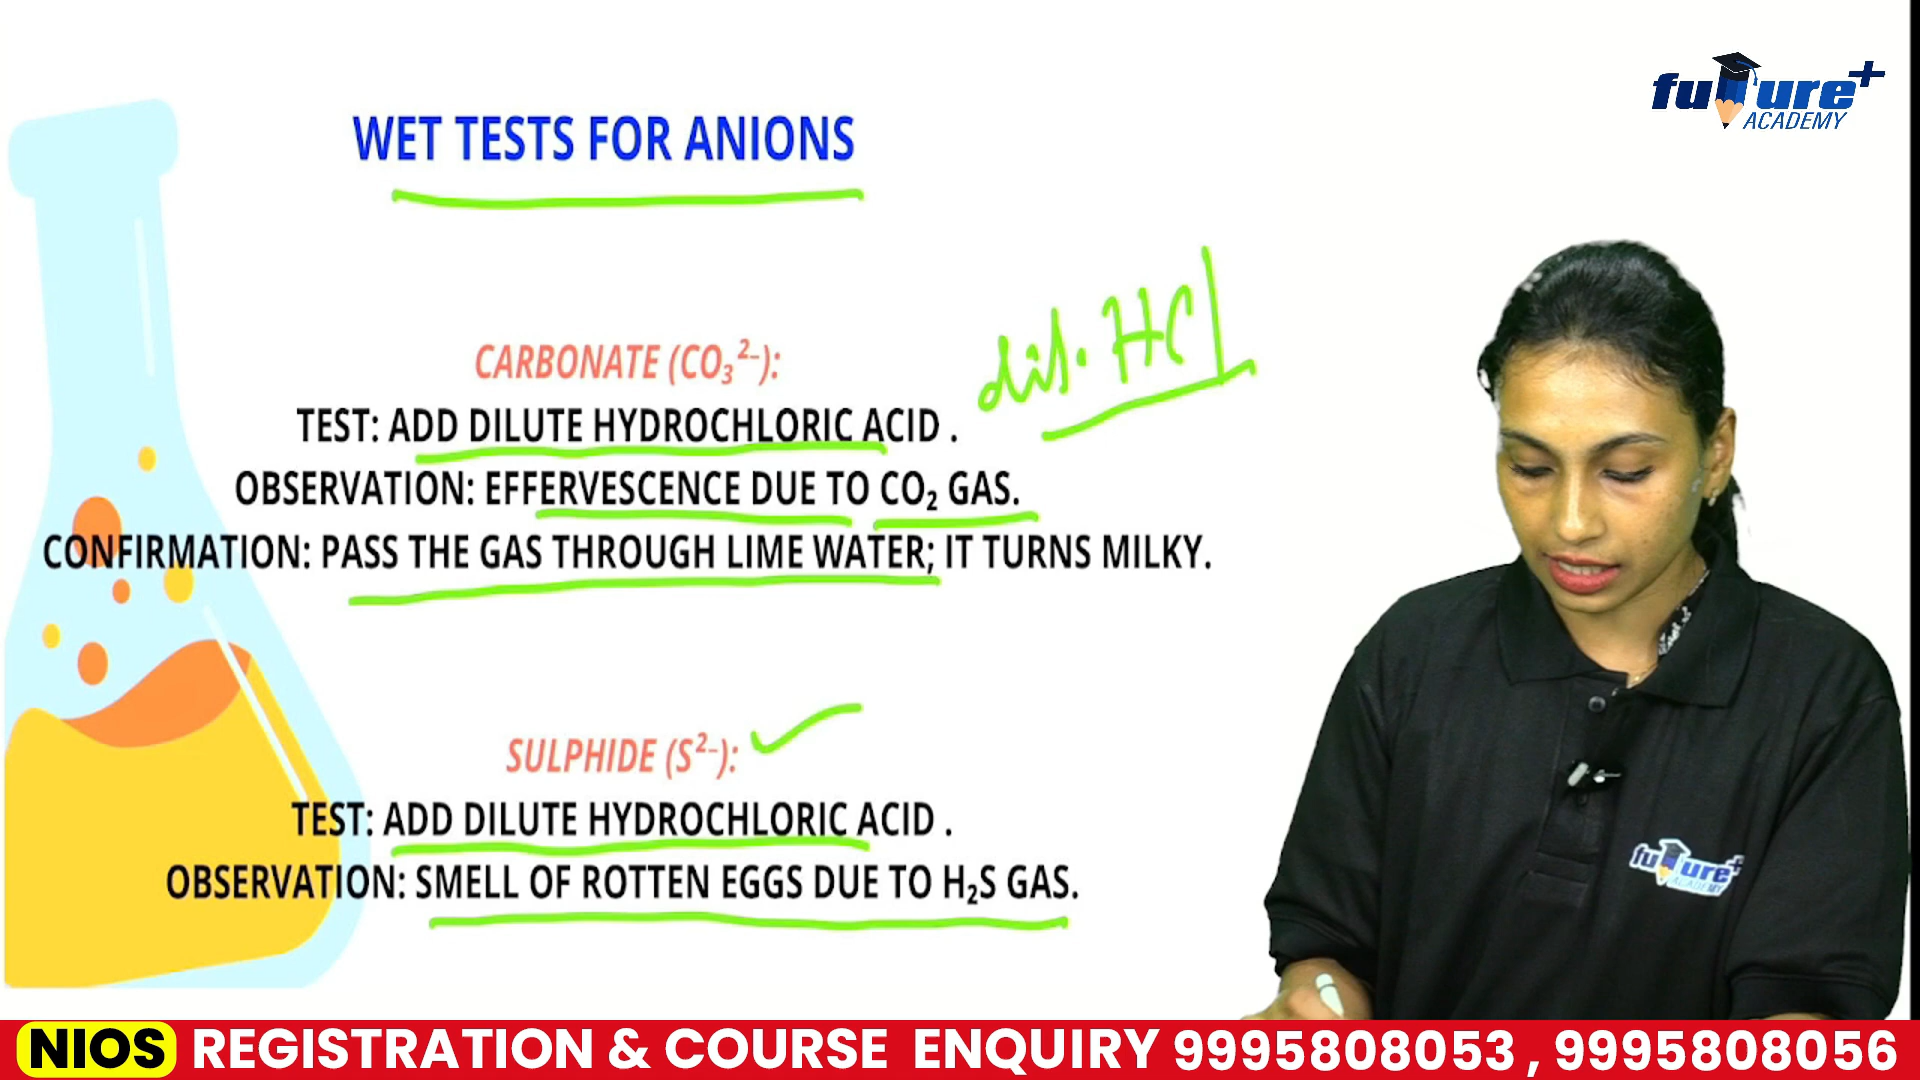 future+
ACADEMY
WET TESTS FOR ANIONS
dil. HCl
CARBONATE (CO₃²⁻):
TEST: ADD DILUTE HYDROCHLORIC ACID .
OBSERVATION: EFFERVESCENCE DUE TO CO₂ GAS.
CONFIRMATION: PASS THE GAS THROUGH LIME WATER; IT TURNS MILKY.
SULPHIDE (S²⁻):
TEST: ADD DILUTE HYDROCHLORIC ACID .
OBSERVATION: SMELL OF ROTTEN EGGS DUE TO H₂S GAS.
future+
ACADEMY
NIOS REGISTRATION & COURSE ENQUIRY 9995808053 , 9995808056